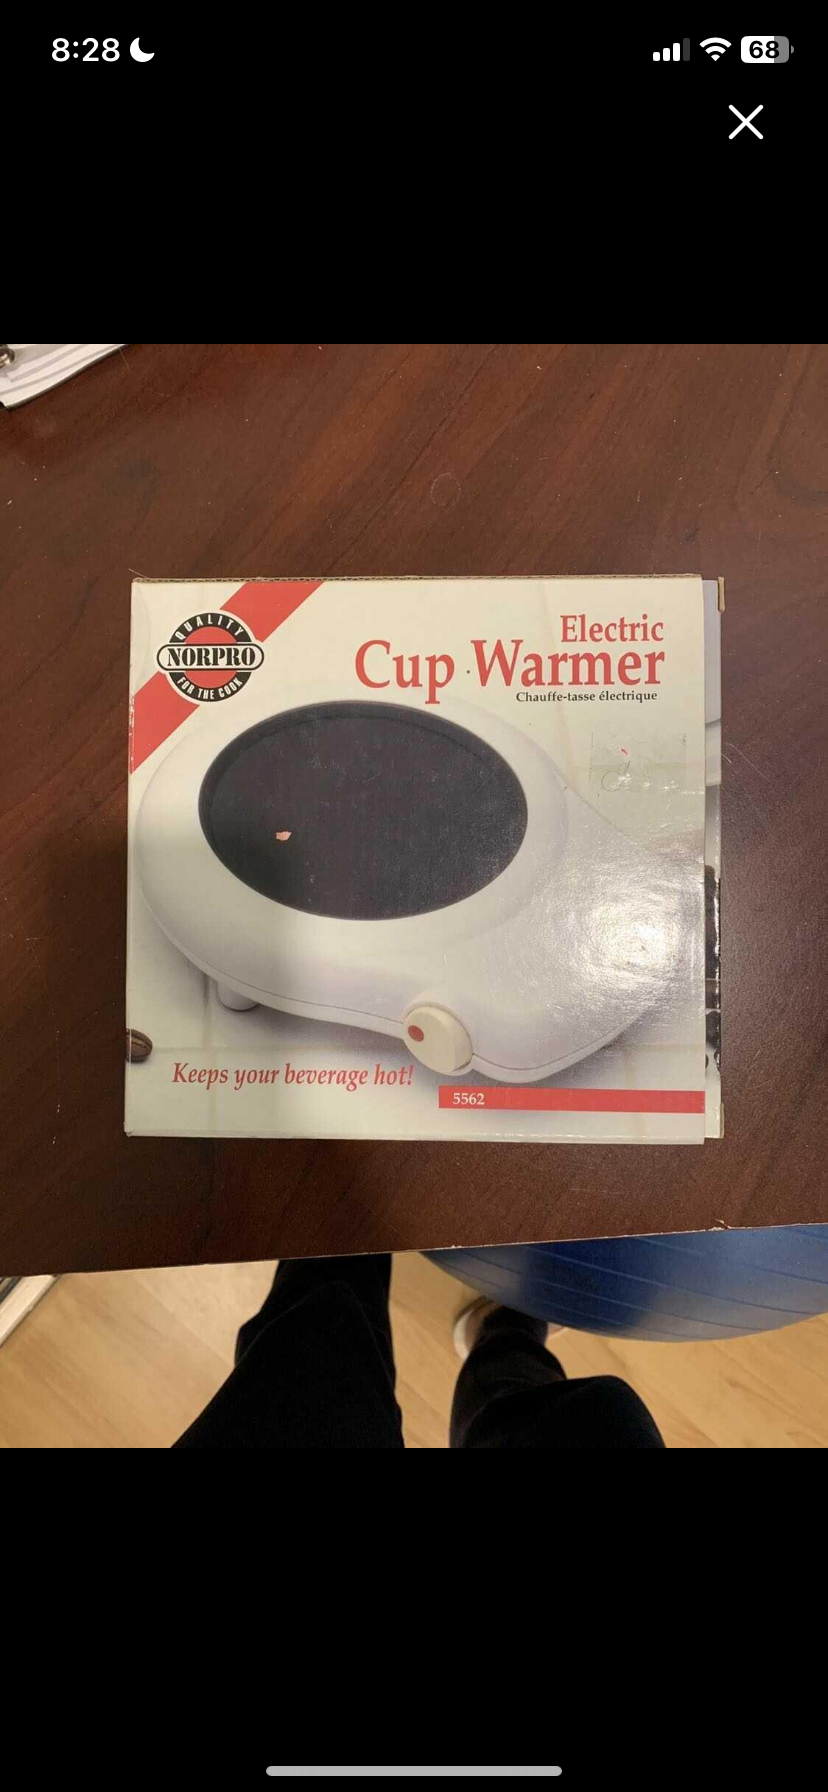 8:28
68
QUALITY
NORPRO
FOR THE COOK
Electric
Cup Warmer
Chauffe-tasse électrique
Keeps your beverage hot!
5562